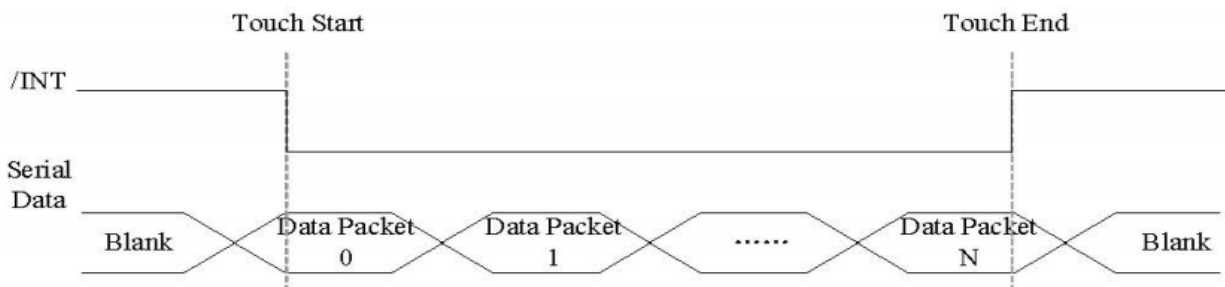 Touch Start
Touch End
/INT
Serial
Data
Blank
Data Packet
0
Data Packet
1
......
Data Packet
N
Blank